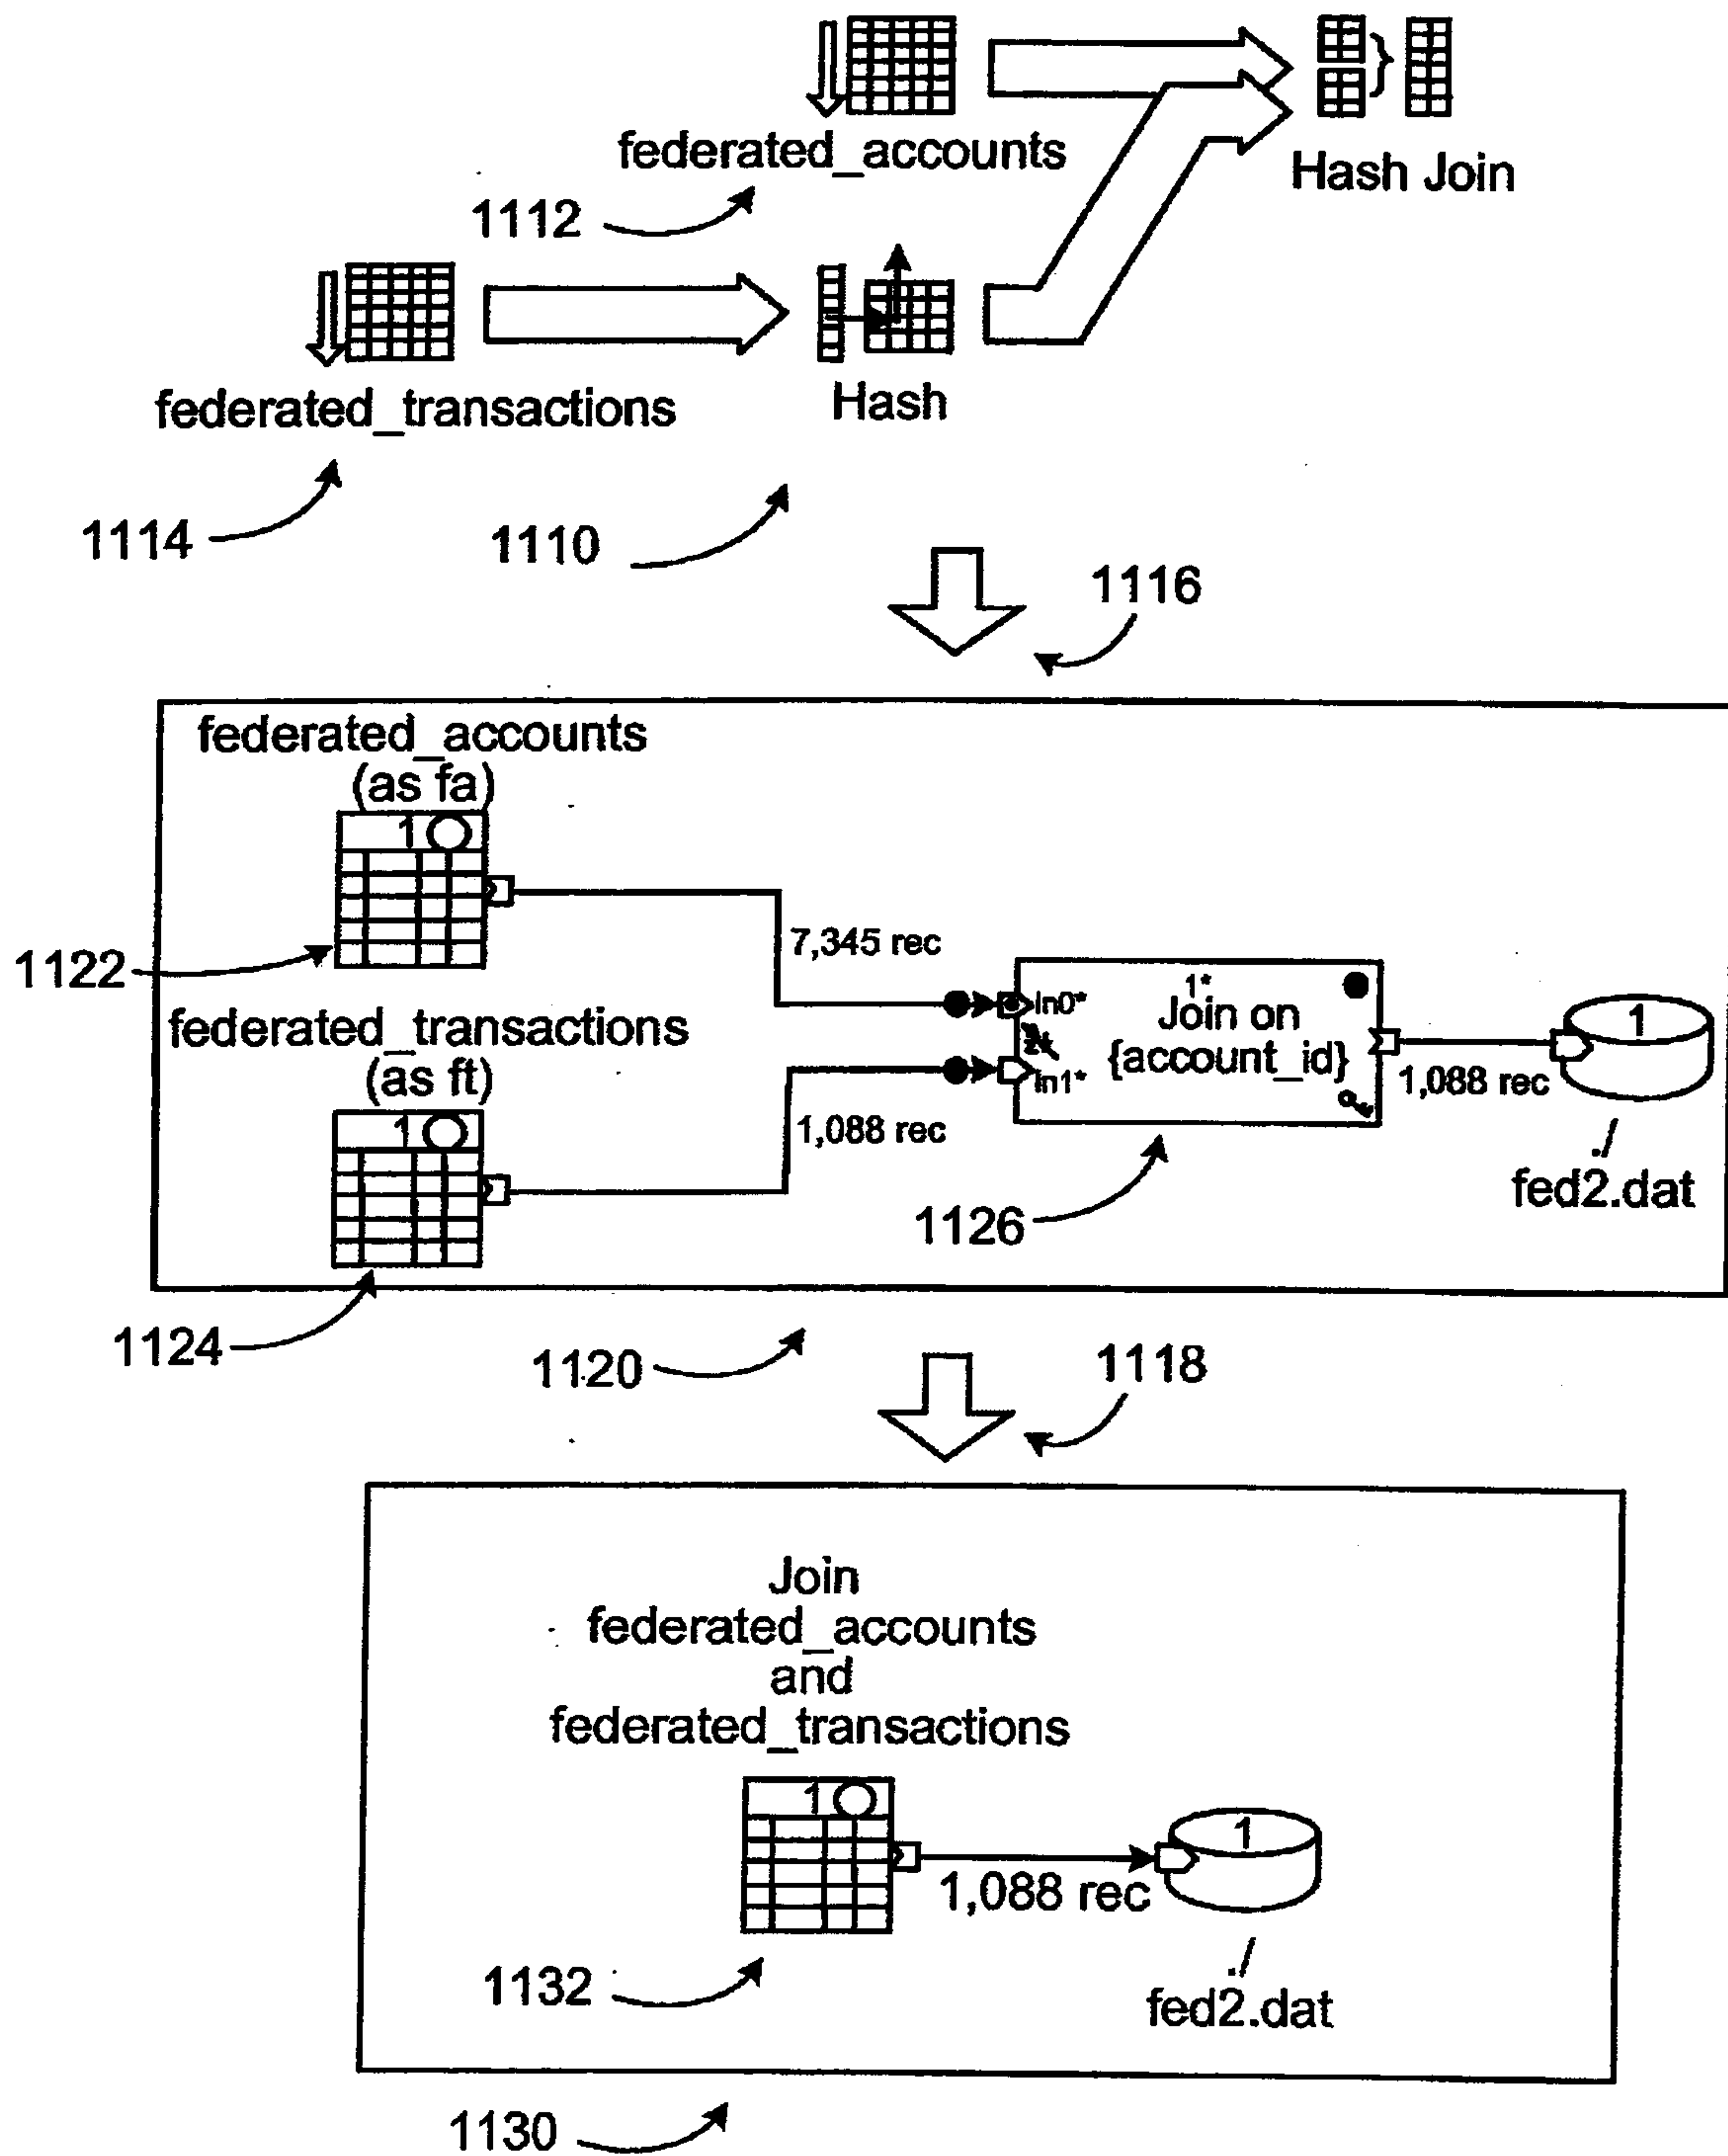 federated_accounts
Hash Join
1112
federated_transactions
Hash
1114
1110
1116
federated_accounts
(as fa)
1
7,345 rec
1122
in0*
1*
Join on
{account_id}
1
federated_transactions
(as ft)
in1*
1,088 rec
1
1,088 rec
./
fed2.dat
1126
1124
1120
1118
Join
federated_accounts
and
federated_transactions
1
1
1,088 rec
./
fed2.dat
1132
1130